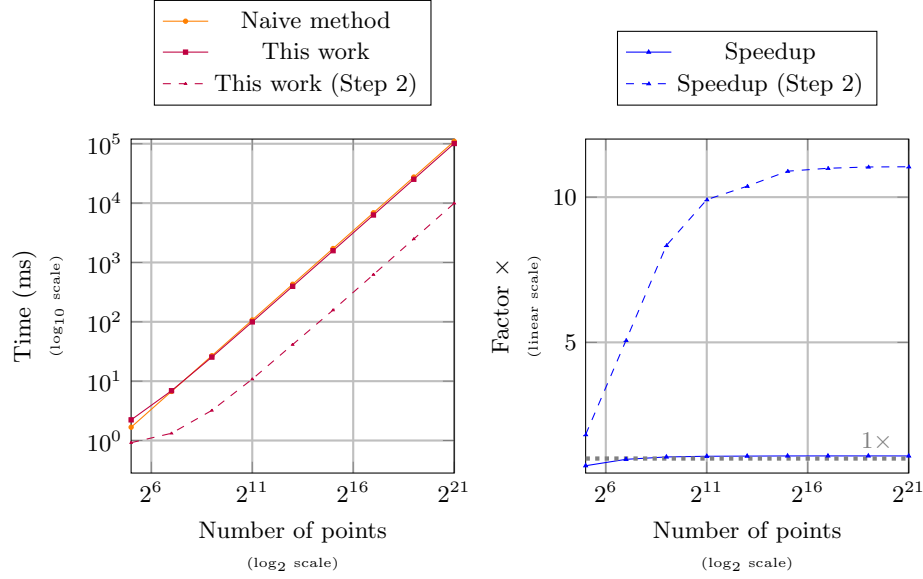 Naive method
This work
This work (Step 2)
10^5
10^4
10^3
10^2
10^1
10^0
Time (ms)
(log₁₀ scale)
2^6
2^11
2^16
2^21
Number of points
(log₂ scale)
Speedup
Speedup (Step 2)
10
5
Factor ×
(linear scale)
1×
2^6
2^11
2^16
2^21
Number of points
(log₂ scale)